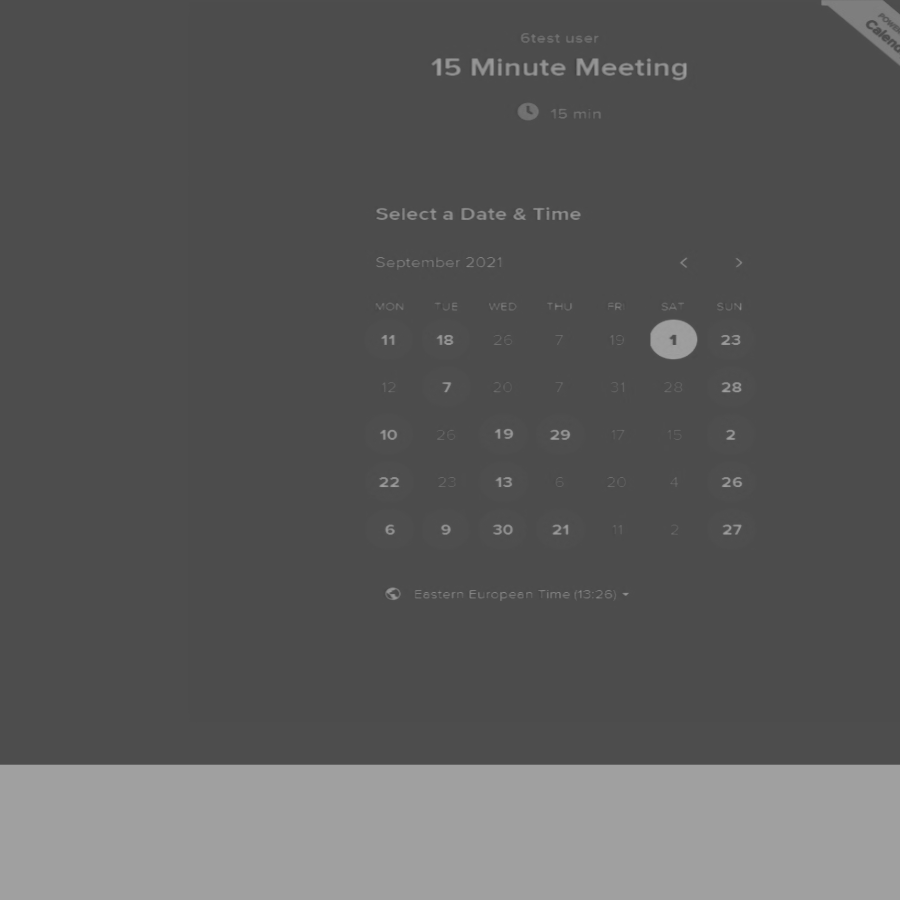 6test user
15 Minute Meeting
15 min
Select a Date & Time
September 2021
MON TUE WED THU FRI SAT SUN
11 18 26 7 19 1 23
12 7 20 7 31 28 28
10 26 19 29 17 15 2
22 23 13 6 20 4 26
6 9 30 21 11 2 27
Eastern European Time (13:26)